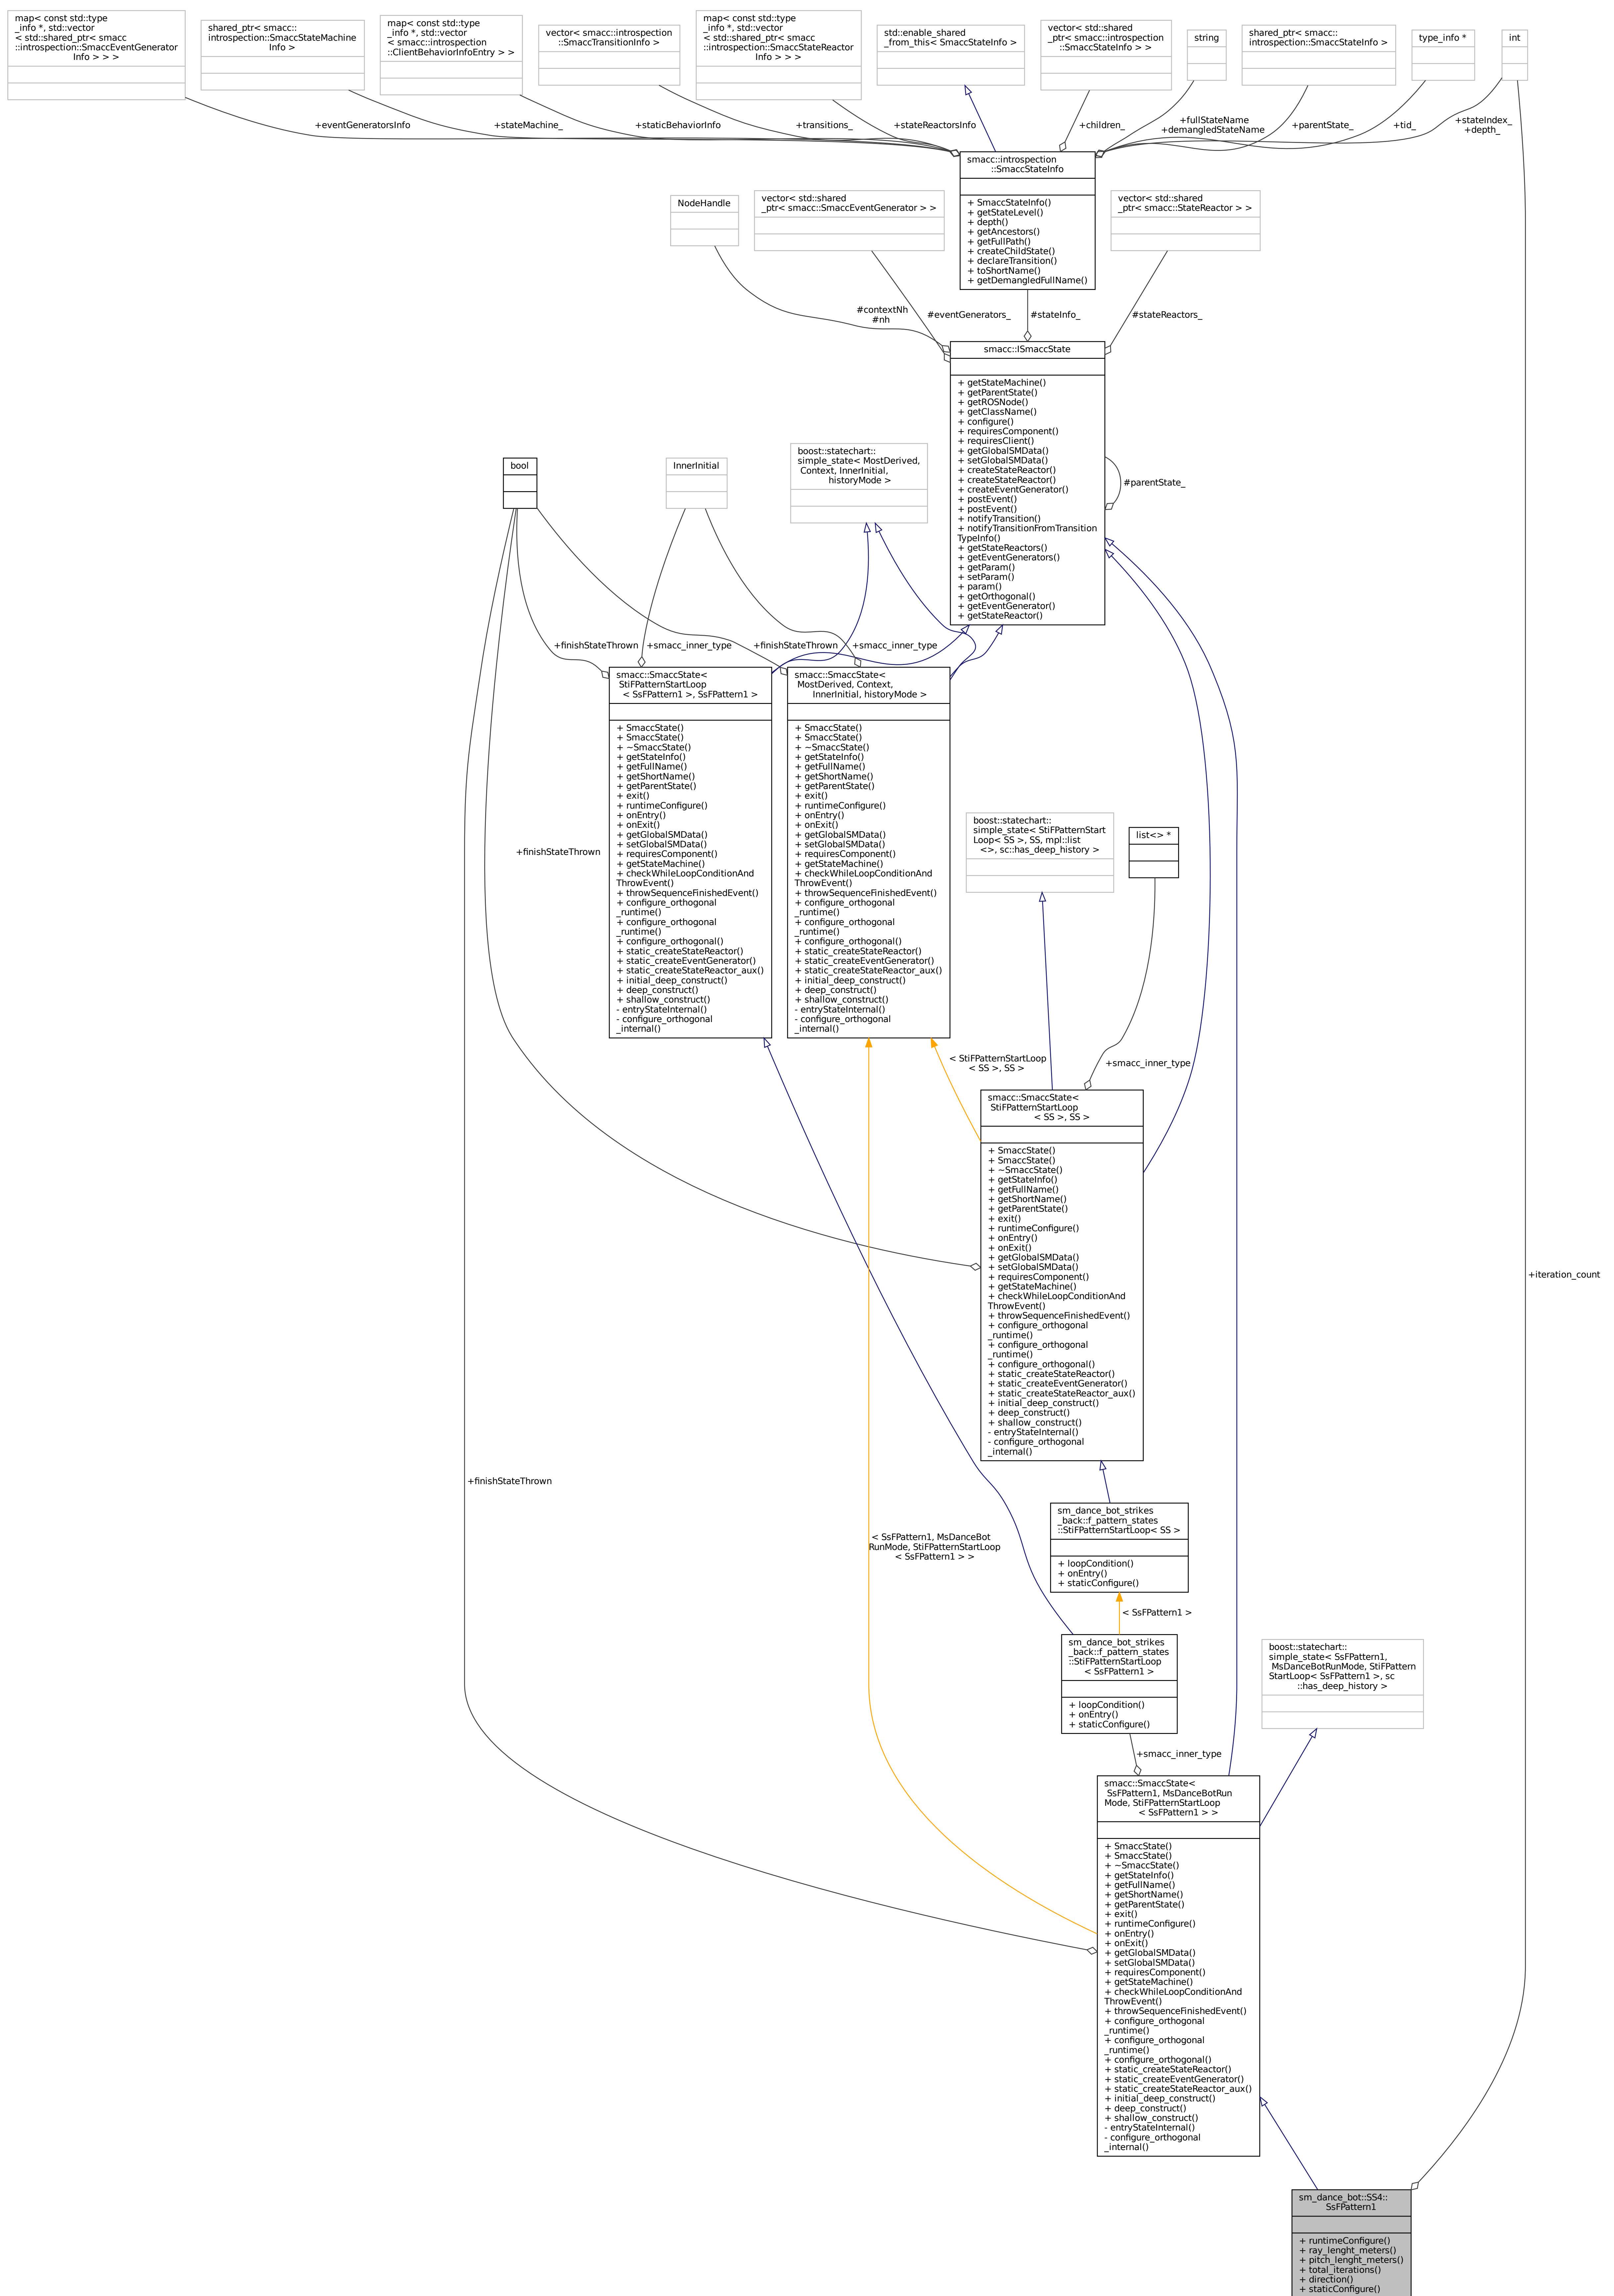 map< const std::type
_info *, std::vector
< std::shared_ptr< smacc
::introspection::SmaccEventGenerator
Info > > >
shared_ptr< smacc::
introspection::SmaccStateMachine
Info >
map< const std::type
_info *, std::vector
< smacc::introspection
::ClientBehaviorInfoEntry > >
vector< smacc::introspection
::SmaccTransitionInfo >
map< const std::type
_info *, std::vector
< std::shared_ptr< smacc
::introspection::SmaccStateReactor
Info > > >
std::enable_shared
_from_this< SmaccStateInfo >
vector< std::shared
_ptr< smacc::introspection
::SmaccStateInfo > >
string
shared_ptr< smacc::
introspection::SmaccStateInfo >
type_info *
int
+eventGeneratorsInfo
+stateMachine_
+staticBehaviorInfo
+transitions_
+stateReactorsInfo
+children_
+fullStateName
+demangledStateName
+parentState_
+tid_
+stateIndex_
+depth_
smacc::introspection
::SmaccStateInfo
+ SmaccStateInfo()
+ getStateLevel()
+ depth()
+ getAncestors()
+ getFullPath()
+ createChildState()
+ declareTransition()
+ toShortName()
+ getDemangledFullName()
NodeHandle
vector< std::shared
_ptr< smacc::SmaccEventGenerator > >
vector< std::shared
_ptr< smacc::StateReactor > >
#contextNh
#nh
#eventGenerators_
#stateInfo_
#stateReactors_
smacc::ISmaccState
+ getStateMachine()
+ getParentState()
+ getROSNode()
+ getClassName()
+ configure()
+ requiresComponent()
+ requiresClient()
+ getGlobalSMData()
+ setGlobalSMData()
+ createStateReactor()
+ createStateReactor()
+ createEventGenerator()
+ postEvent()
+ postEvent()
+ notifyTransition()
+ notifyTransitionFromTransition
TypeInfo()
+ getStateReactors()
+ getEventGenerators()
+ getParam()
+ setParam()
+ param()
+ getOrthogonal()
+ getEventGenerator()
+ getStateReactor()
#parentState_
bool
InnerInitial
boost::statechart::
simple_state< MostDerived,
Context, InnerInitial,
historyMode >
+finishStateThrown
+smacc_inner_type
+finishStateThrown
+smacc_inner_type
smacc::SmaccState<
StiFPatternStartLoop
< SsFPattern1 >, SsFPattern1 >
+ SmaccState()
+ SmaccState()
+ ~SmaccState()
+ getStateInfo()
+ getFullName()
+ getShortName()
+ getParentState()
+ exit()
+ runtimeConfigure()
+ onEntry()
+ onExit()
+ getGlobalSMData()
+ setGlobalSMData()
+ requiresComponent()
+ getStateMachine()
+ checkWhileLoopConditionAnd
ThrowEvent()
+ throwSequenceFinishedEvent()
+ configure_orthogonal
_runtime()
+ configure_orthogonal
_runtime()
+ configure_orthogonal()
+ static_createStateReactor()
+ static_createEventGenerator()
+ static_createStateReactor_aux()
+ initial_deep_construct()
+ deep_construct()
+ shallow_construct()
- entryStateInternal()
- configure_orthogonal
_internal()
smacc::SmaccState<
MostDerived, Context,
InnerInitial, historyMode >
+ SmaccState()
+ SmaccState()
+ ~SmaccState()
+ getStateInfo()
+ getFullName()
+ getShortName()
+ getParentState()
+ exit()
+ runtimeConfigure()
+ onEntry()
+ onExit()
+ getGlobalSMData()
+ setGlobalSMData()
+ requiresComponent()
+ getStateMachine()
+ checkWhileLoopConditionAnd
ThrowEvent()
+ throwSequenceFinishedEvent()
+ configure_orthogonal
_runtime()
+ configure_orthogonal
_runtime()
+ configure_orthogonal()
+ static_createStateReactor()
+ static_createEventGenerator()
+ static_createStateReactor_aux()
+ initial_deep_construct()
+ deep_construct()
+ shallow_construct()
- entryStateInternal()
- configure_orthogonal
_internal()
+finishStateThrown
boost::statechart::
simple_state< StiFPatternStart
Loop< SS >, SS, mpl::list
<>, sc::has_deep_history >
list<> *
< StiFPatternStartLoop
< SS >, SS >
+smacc_inner_type
smacc::SmaccState<
StiFPatternStartLoop
< SS >, SS >
+ SmaccState()
+ SmaccState()
+ ~SmaccState()
+ getStateInfo()
+ getFullName()
+ getShortName()
+ getParentState()
+ exit()
+ runtimeConfigure()
+ onEntry()
+ onExit()
+ getGlobalSMData()
+ setGlobalSMData()
+ requiresComponent()
+ getStateMachine()
+ checkWhileLoopConditionAnd
ThrowEvent()
+ throwSequenceFinishedEvent()
+ configure_orthogonal
_runtime()
+ configure_orthogonal
_runtime()
+ configure_orthogonal()
+ static_createStateReactor()
+ static_createEventGenerator()
+ static_createStateReactor_aux()
+ initial_deep_construct()
+ deep_construct()
+ shallow_construct()
- entryStateInternal()
- configure_orthogonal
_internal()
+iteration_count
+finishStateThrown
< SsFPattern1, MsDanceBot
RunMode, StiFPatternStartLoop
< SsFPattern1 > >
sm_dance_bot_strikes
_back::f_pattern_states
::StiFPatternStartLoop< SS >
+ loopCondition()
+ onEntry()
+ staticConfigure()
< SsFPattern1 >
sm_dance_bot_strikes
_back::f_pattern_states
::StiFPatternStartLoop
< SsFPattern1 >
+ loopCondition()
+ onEntry()
+ staticConfigure()
boost::statechart::
simple_state< SsFPattern1,
MsDanceBotRunMode, StiFPattern
StartLoop< SsFPattern1 >, sc
::has_deep_history >
+smacc_inner_type
smacc::SmaccState<
SsFPattern1, MsDanceBotRun
Mode, StiFPatternStartLoop
< SsFPattern1 > >
+ SmaccState()
+ SmaccState()
+ ~SmaccState()
+ getStateInfo()
+ getFullName()
+ getShortName()
+ getParentState()
+ exit()
+ runtimeConfigure()
+ onEntry()
+ onExit()
+ getGlobalSMData()
+ setGlobalSMData()
+ requiresComponent()
+ getStateMachine()
+ checkWhileLoopConditionAnd
ThrowEvent()
+ throwSequenceFinishedEvent()
+ configure_orthogonal
_runtime()
+ configure_orthogonal
_runtime()
+ configure_orthogonal()
+ static_createStateReactor()
+ static_createEventGenerator()
+ static_createStateReactor_aux()
+ initial_deep_construct()
+ deep_construct()
+ shallow_construct()
- entryStateInternal()
- configure_orthogonal
_internal()
sm_dance_bot::SS4::
SsFPattern1
+ runtimeConfigure()
+ ray_lenght_meters()
+ pitch_lenght_meters()
+ total_iterations()
+ direction()
+ staticConfigure()